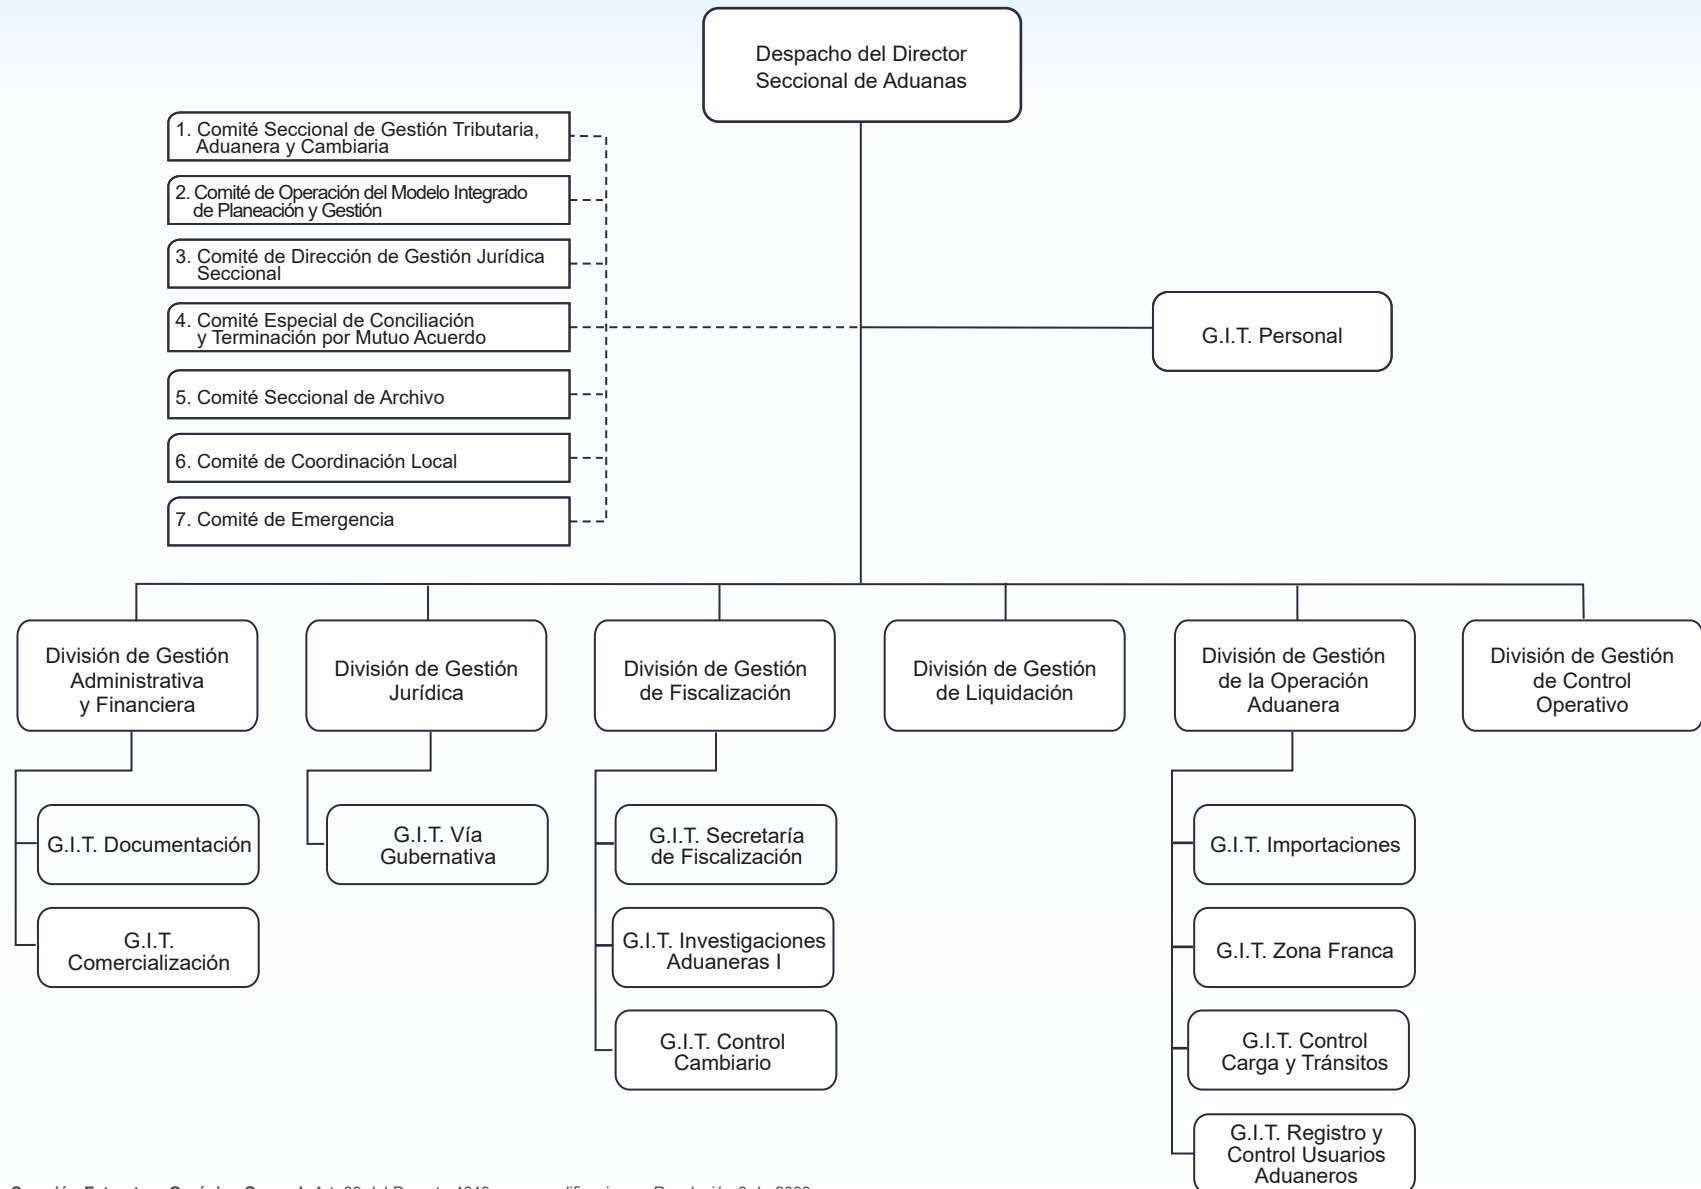 Despacho del Director
Seccional de Aduanas
1. Comité Seccional de Gestión Tributaria,
Aduanera y Cambiaria
2. Comité de Operación del Modelo Integrado
de Planeación y Gestión
3. Comité de Dirección de Gestión Jurídica
Seccional
4. Comité Especial de Conciliación
y Terminación por Mutuo Acuerdo
5. Comité Seccional de Archivo
6. Comité de Coordinación Local
7. Comité de Emergencia
G.I.T. Personal
División de Gestión
Administrativa
y Financiera
División de Gestión
Jurídica
División de Gestión
de Fiscalización
División de Gestión
de Liquidación
División de Gestión
de la Operación
Aduanera
División de Gestión
de Control
Operativo
G.I.T. Documentación
G.I.T.
Comercialización
G.I.T. Vía
Gubernativa
G.I.T. Secretaría
de Fiscalización
G.I.T. Investigaciones
Aduaneras I
G.I.T. Control
Cambiario
G.I.T. Importaciones
G.I.T. Zona Franca
G.I.T. Control
Carga y Tránsitos
G.I.T. Registro y
Control Usuarios
Aduaneros